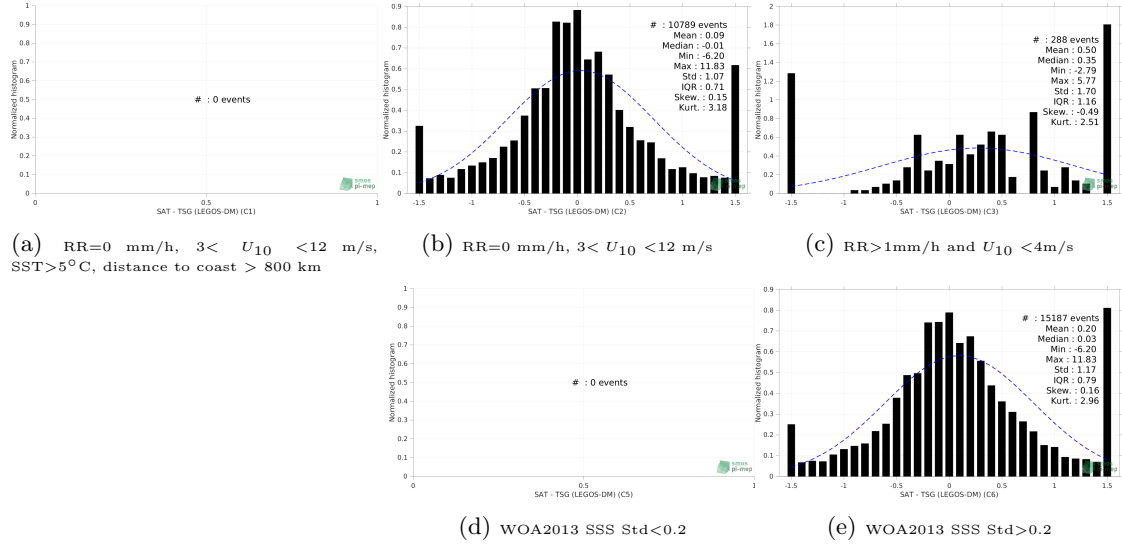 1
0.9
0.8
0.7
0.6
0.5
0.4
0.3
0.2
0.1
0
Normalized histogram
# : 0 events
0
0.5
1
SAT - TSG (LEGOS-DM) (C1)
smos
pi-mep
(a) RR=0 mm/h, 3< U10 <12 m/s,
SST>5°C, distance to coast > 800 km
0.9
0.8
0.7
0.6
0.5
0.4
0.3
0.2
0.1
0
Normalized histogram
# : 10789 events
Mean : 0.09
Median : -0.01
Min : -6.20
Max : 11.83
Std : 1.07
IQR : 0.71
Skew. : 0.15
Kurt. : 3.18
-1.5
-1
-0.5
0
0.5
1
1.5
SAT - TSG (LEGOS-DM) (C2)
smos
pi-mep
(b) RR=0 mm/h, 3< U10 <12 m/s
2
1.8
1.6
1.4
1.2
1
0.8
0.6
0.4
0.2
0
Normalized histogram
# : 288 events
Mean : 0.50
Median : 0.35
Min : -2.79
Max : 5.77
Std : 1.70
IQR : 1.16
Skew. : -0.49
Kurt. : 2.51
-1.5
-1
-0.5
0
0.5
1
1.5
SAT - TSG (LEGOS-DM) (C3)
smos
pi-mep
(c) RR>1mm/h and U10 <4m/s
1
0.9
0.8
0.7
0.6
0.5
0.4
0.3
0.2
0.1
0
Normalized histogram
# : 0 events
0
0.5
1
SAT - TSG (LEGOS-DM) (C5)
smos
pi-mep
(d) WOA2013 SSS Std<0.2
0.9
0.8
0.7
0.6
0.5
0.4
0.3
0.2
0.1
0
Normalized histogram
# : 15187 events
Mean : 0.20
Median : 0.03
Min : -6.20
Max : 11.83
Std : 1.17
IQR : 0.79
Skew. : 0.16
Kurt. : 2.96
-1.5
-1
-0.5
0
0.5
1
1.5
SAT - TSG (LEGOS-DM) (C6)
smos
pi-mep
(e) WOA2013 SSS Std>0.2